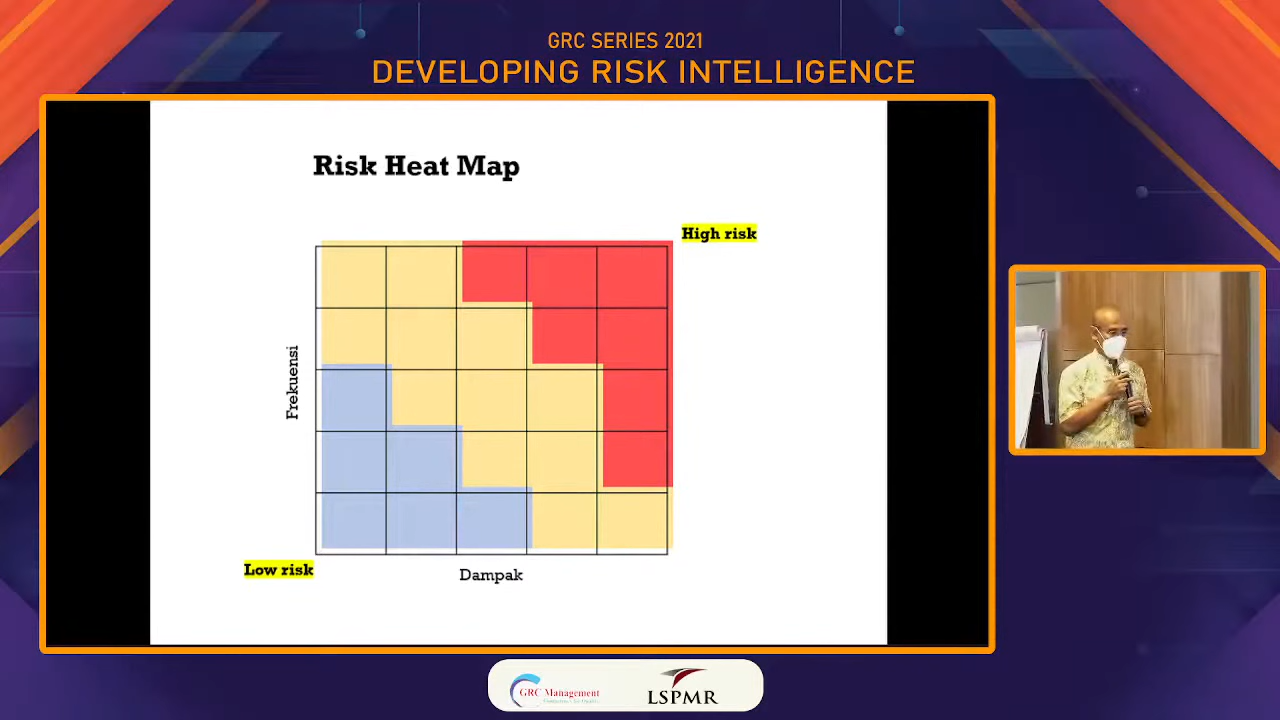 GRC SERIES 2021
DEVELOPING RISK INTELLIGENCE
Risk Heat Map
High risk
Frekuensi
Low risk
Dampak
GRC Management
LSPMR